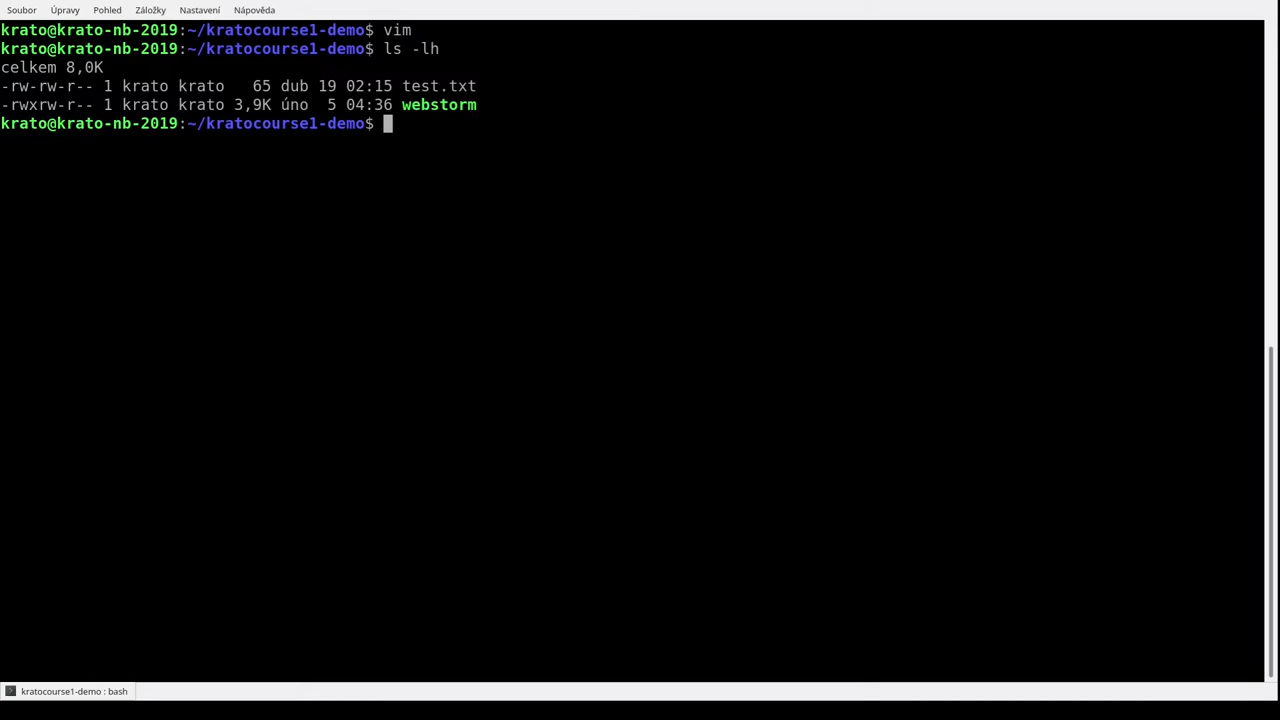 Soubor Úpravy Pohled Záložky Nastavení Nápověda
krato@krato-nb-2019:~/kratocourse1-demo$ vim
krato@krato-nb-2019:~/kratocourse1-demo$ ls -lh
celkem 8,0K
-rw-rw-r-- 1 krato krato   65 dub 19 02:15 test.txt
-rwxrw-r-- 1 krato krato 3,9K úno  5 04:36 webstorm
krato@krato-nb-2019:~/kratocourse1-demo$
kratocourse1-demo : bash